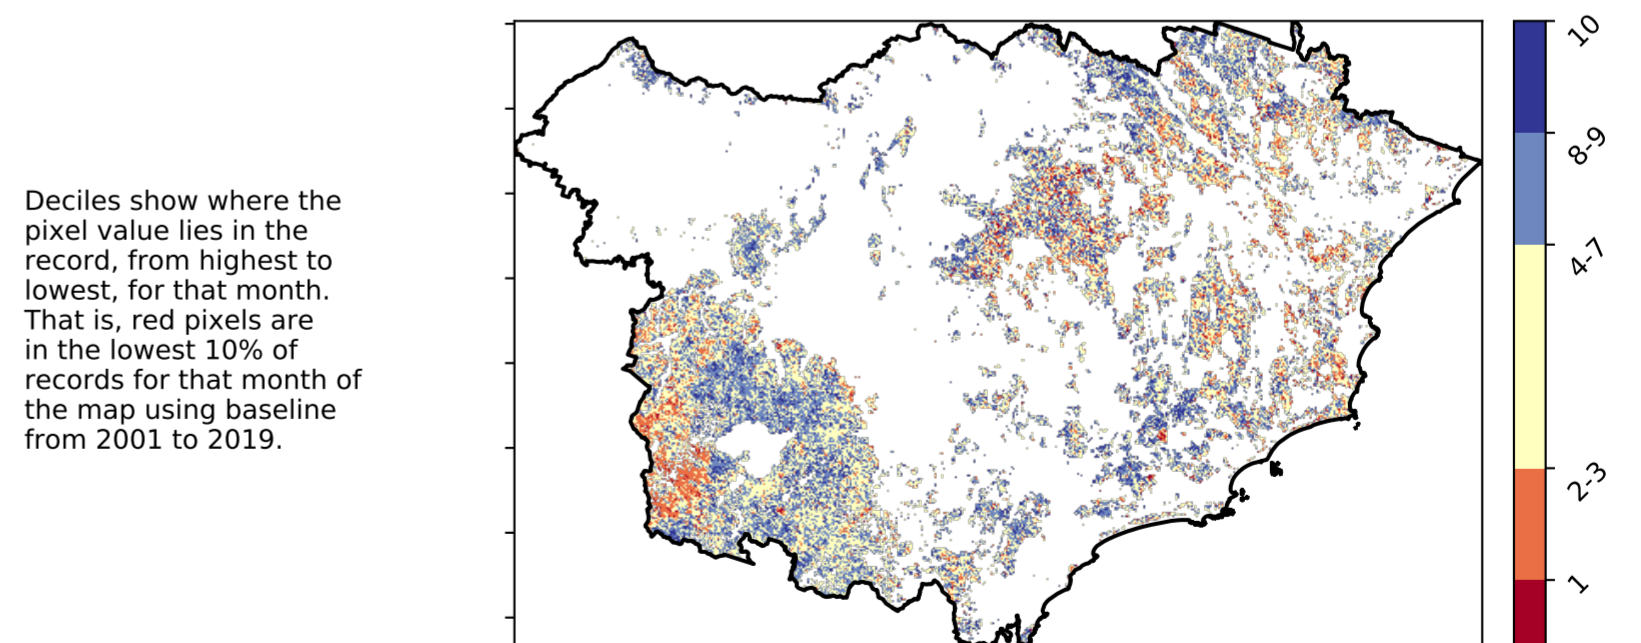 Deciles show where the
pixel value lies in the
record, from highest to
lowest, for that month.
That is, red pixels are
in the lowest 10% of
records for that month of
the map using baseline
from 2001 to 2019.
10
8-9
4-7
2-3
1